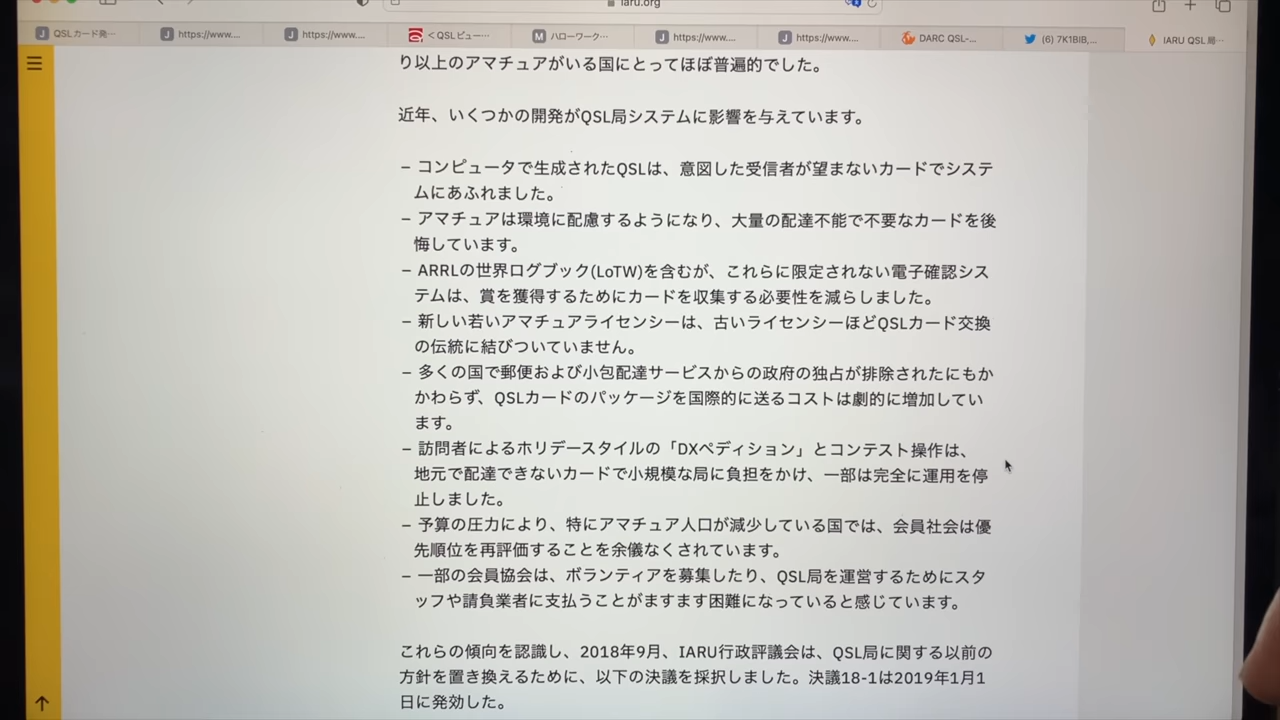 iaru.org
QSLカード発…
https://www....
https://www....
＜QSLビュー…
ハローワーク…
https://www....
https://www....
DARC QSL-...
(6) 7K1BIB,...
IARU QSL局…
り以上のアマチュアがいる国にとってほぼ普遍的でした。
近年、いくつかの開発がQSL局システムに影響を与えています。
– コンピュータで生成されたQSLは、意図した受信者が望まないカードでシステ
ムにあふれました。
– アマチュアは環境に配慮するようになり、大量の配達不能で不要なカードを後
悔しています。
– ARRLの世界ログブック(LoTW)を含むが、これらに限定されない電子確認シス
テムは、賞を獲得するためにカードを収集する必要性を減らしました。
– 新しい若いアマチュアライセンシーは、古いライセンシーほどQSLカード交換
の伝統に結びついていません。
– 多くの国で郵便および小包配達サービスからの政府の独占が排除されたにもか
かわらず、QSLカードのパッケージを国際的に送るコストは劇的に増加してい
ます。
– 訪問者によるホリデースタイルの「DXペディション」とコンテスト操作は、
地元で配達できないカードで小規模な局に負担をかけ、一部は完全に運用を停
止しました。
– 予算の圧力により、特にアマチュア人口が減少している国では、会員社会は優
先順位を再評価することを余儀なくされています。
– 一部の会員協会は、ボランティアを募集したり、QSL局を運営するためにスタ
ッフや請負業者に支払うことがますます困難になっていると感じています。
これらの傾向を認識し、2018年9月、IARU行政評議会は、QSL局に関する以前の
方針を置き換えるために、以下の決議を採択しました。決議18-1は2019年1月1
日に発効した。